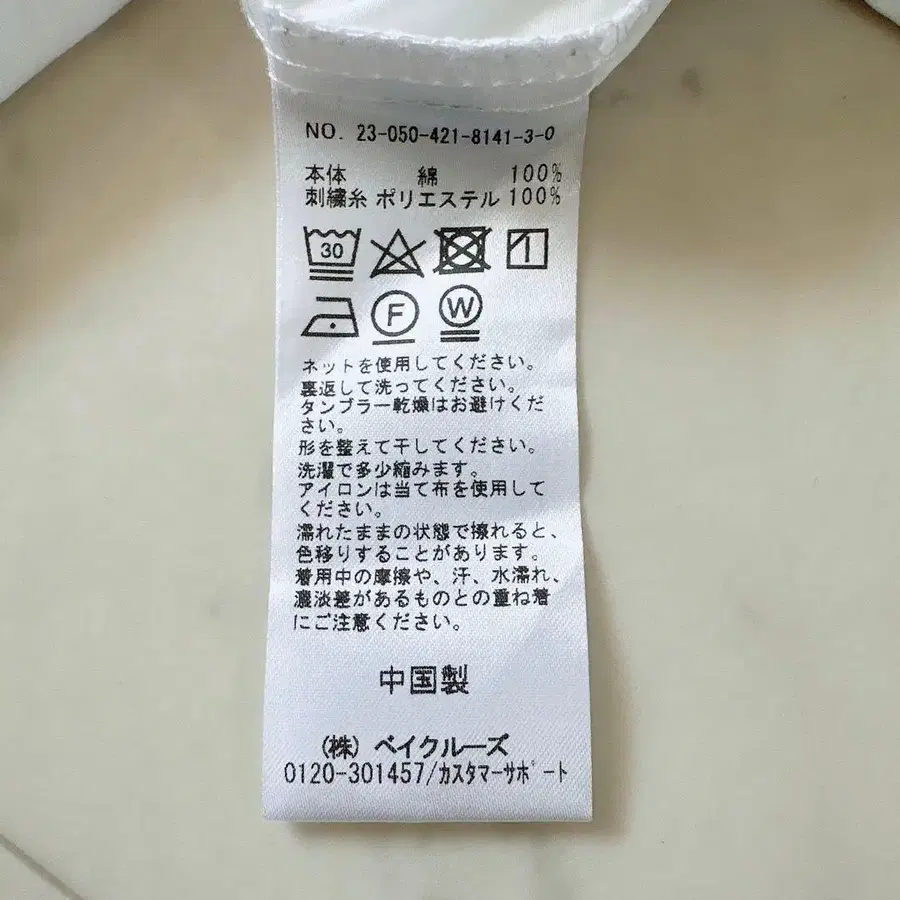 NO. 23-050-421-8141-3-0
本体 綿 100%
刺繍糸 ポリエステル 100%
30
F W
ネットを使用してください。
裏返して洗ってください。
タンブラー乾燥はお避けくだ
さい。
形を整えて干してください。
洗濯で多少縮みます。
アイロンは当て布を使用して
ください。
濡れたままの状態で擦れると、
色移りすることがあります。
着用中の摩擦や、汗、水濡れ、
濃淡差があるものとの重ね着
にご注意ください。
中国製
(株) ベイクルーズ
0120-301457/カスタマーサポート